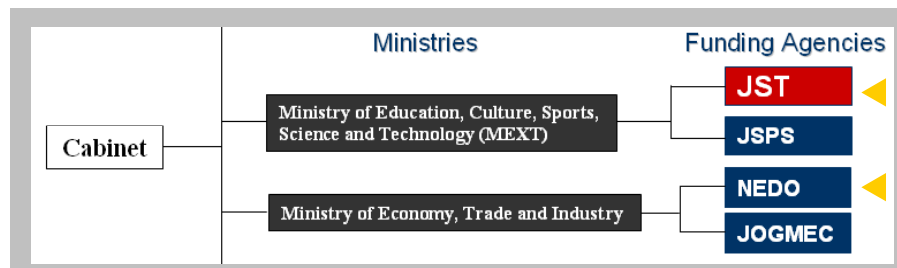 Ministries
Funding Agencies
Cabinet
Ministry of Education, Culture, Sports,
Science and Technology (MEXT)
JST
JSPS
Ministry of Economy, Trade and Industry
NEDO
JOGMEC